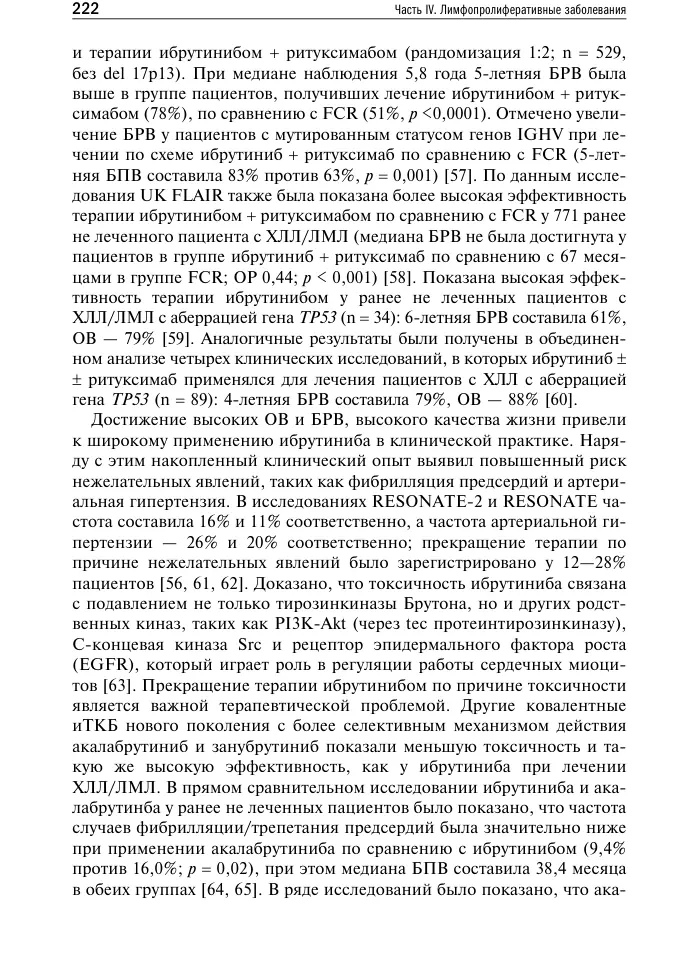 222
Часть IV. Лимфопролиферативные заболевания
и терапии ибрутинибом + ритуксимабом (рандомизация 1:2; n = 529,
без del 17p13). При медиане наблюдения 5,8 года 5-летняя БРВ была
выше в группе пациентов, получивших лечение ибрутинибом + ритук-
симабом (78%), по сравнению с FCR (51%, p <0,0001). Отмечено увели-
чение БРВ у пациентов с мутированным статусом генов IGHV при ле-
чении по схеме ибрутиниб + ритуксимаб по сравнению с FCR (5-лет-
няя БПВ составила 83% против 63%, p = 0,001) [57]. По данным иссле-
дования UK FLAIR также была показана более высокая эффективность
терапии ибрутинибом + ритуксимабом по сравнению с FCR у 771 ранее
не леченного пациента с ХЛЛ/ЛМЛ (медиана БРВ не была достигнута у
пациентов в группе ибрутиниб + ритуксимаб по сравнению с 67 меся-
цами в группе FCR; ОР 0,44; p < 0,001) [58]. Показана высокая эффек-
тивность терапии ибрутинибом у ранее не леченных пациентов с
ХЛЛ/ЛМЛ с аберрацией гена TP53 (n = 34): 6-летняя БРВ составила 61%,
ОВ — 79% [59]. Аналогичные результаты были получены в объединен-
ном анализе четырех клинических исследований, в которых ибрутиниб ±
± ритуксимаб применялся для лечения пациентов с ХЛЛ с аберрацией
гена TP53 (n = 89): 4-летняя БРВ составила 79%, ОВ — 88% [60].
Достижение высоких ОВ и БРВ, высокого качества жизни привели
к широкому применению ибрутиниба в клинической практике. Наря-
ду с этим накопленный клинический опыт выявил повышенный риск
нежелательных явлений, таких как фибрилляция предсердий и артери-
альная гипертензия. В исследованиях RESONATE-2 и RESONATE ча-
стота составила 16% и 11% соответственно, а частота артериальной ги-
пертензии — 26% и 20% соответственно; прекращение терапии по
причине нежелательных явлений было зарегистрировано у 12—28%
пациентов [56, 61, 62]. Доказано, что токсичность ибрутиниба связана
с подавлением не только тирозинкиназы Брутона, но и других родст-
венных киназ, таких как PI3K-Akt (через tec протеинтирозинкиназу),
С-концевая киназа Src и рецептор эпидермального фактора роста
(EGFR), который играет роль в регуляции работы сердечных миоци-
тов [63]. Прекращение терапии ибрутинибом по причине токсичности
является важной терапевтической проблемой. Другие ковалентные
иТКБ нового поколения с более селективным механизмом действия
акалабрутиниб и занубрутиниб показали меньшую токсичность и та-
кую же высокую эффективность, как у ибрутиниба при лечении
ХЛЛ/ЛМЛ. В прямом сравнительном исследовании ибрутиниба и ака-
лабрутинба у ранее не леченных пациентов было показано, что частота
случаев фибрилляции/трепетания предсердий была значительно ниже
при применении акалабрутиниба по сравнению с ибрутинибом (9,4%
против 16,0%; p = 0,02), при этом медиана БПВ составила 38,4 месяца
в обеих группах [64, 65]. В ряде исследований было показано, что ака-